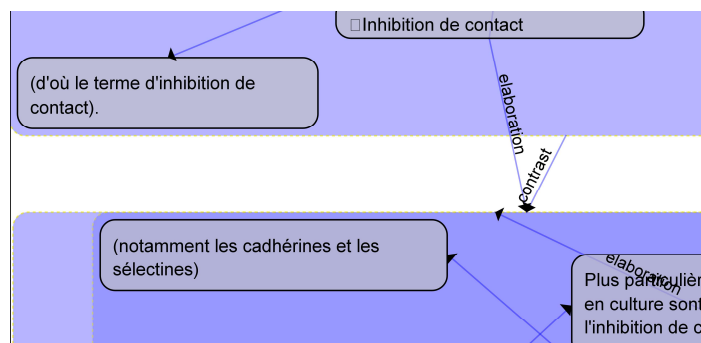 Inhibition de contact
(d'où le terme d'inhibition de
contact).
elaboration
contrast
(notamment les cadhérines et les
sélectines)
elaboration
Plus
en culture sont
l'inhibition de